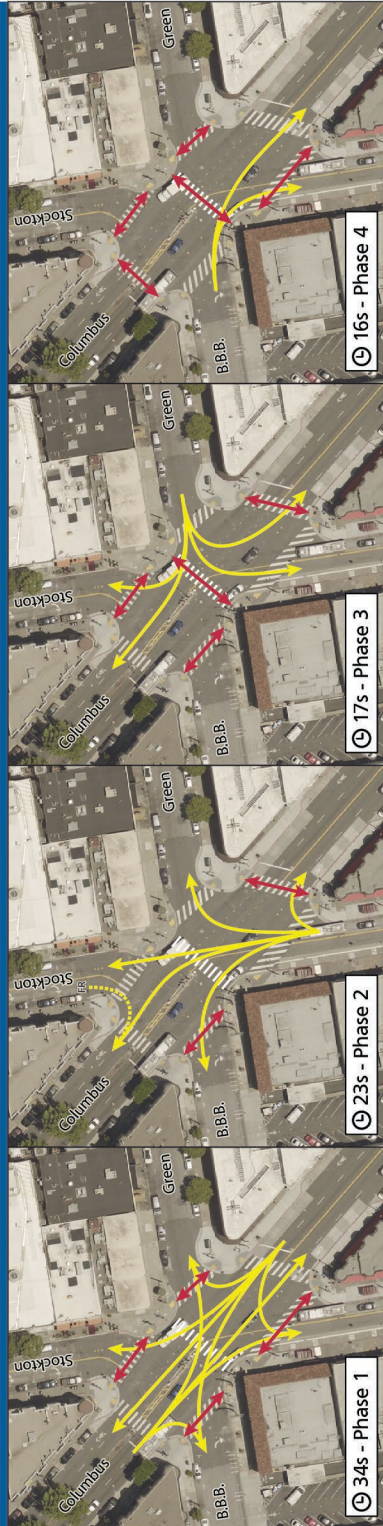 Stockton
Columbus
Green
B.B.B.
34s - Phase 1
Stockton
Columbus
Green
B.B.B.
23s - Phase 2
Stockton
Columbus
Green
B.B.B.
17s - Phase 3
Stockton
Columbus
Green
B.B.B.
16s - Phase 4